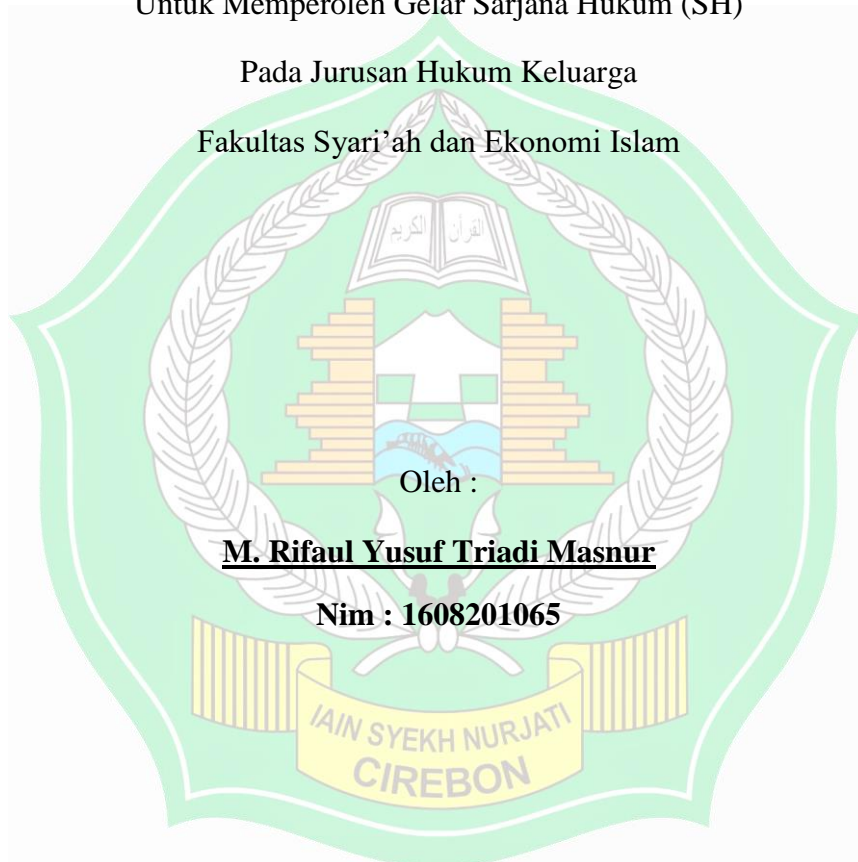 Untuk Memperoleh Gelar Sarjana Hukum (SH)
Pada Jurusan Hukum Keluarga
Fakultas Syari’ah dan Ekonomi Islam
القرآن الكريم
Oleh :
M. Rifaul Yusuf Triadi Masnur
Nim : 1608201065
IAIN SYEKH NURJATI
CIREBON